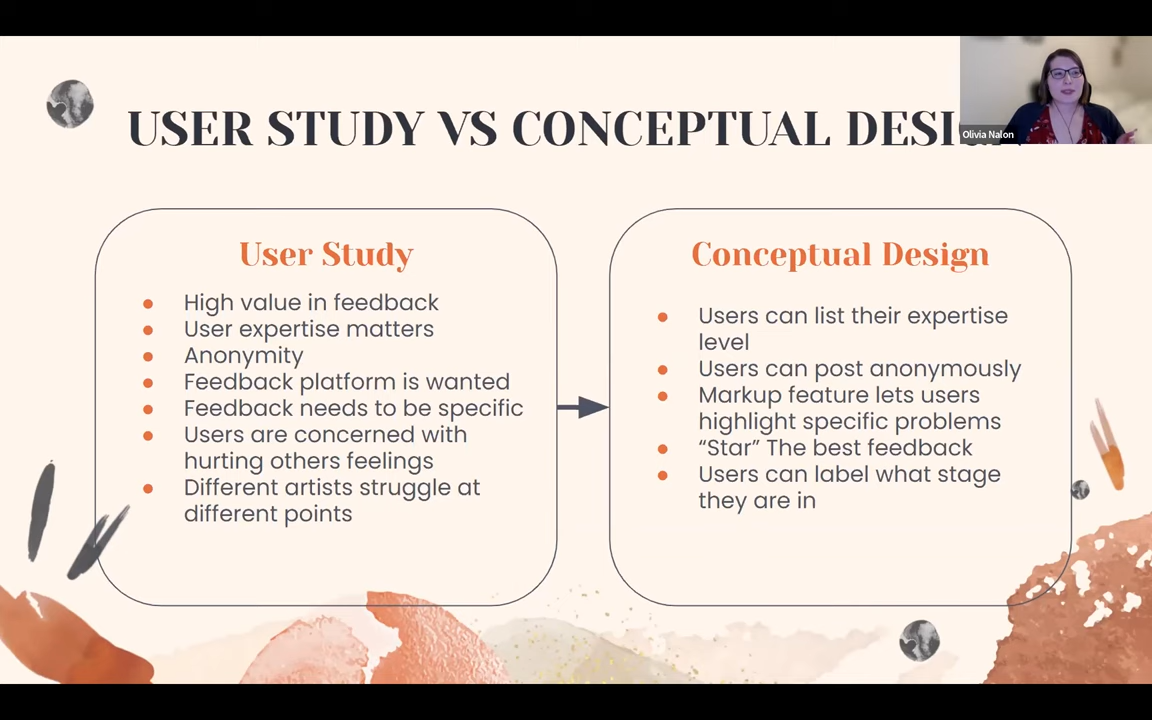 USER STUDY VS CONCEPTUAL
Olivia Nalon
User Study
High value in feedback
User expertise matters
Anonymity
Feedback platform is wanted
Feedback needs to be specific
Users are concerned with
hurting others feelings
Different artists struggle at
different points
Conceptual Design
Users can list their expertise
level
Users can post anonymously
Markup feature lets users
highlight specific problems
“Star” The best feedback
Users can label what stage
they are in